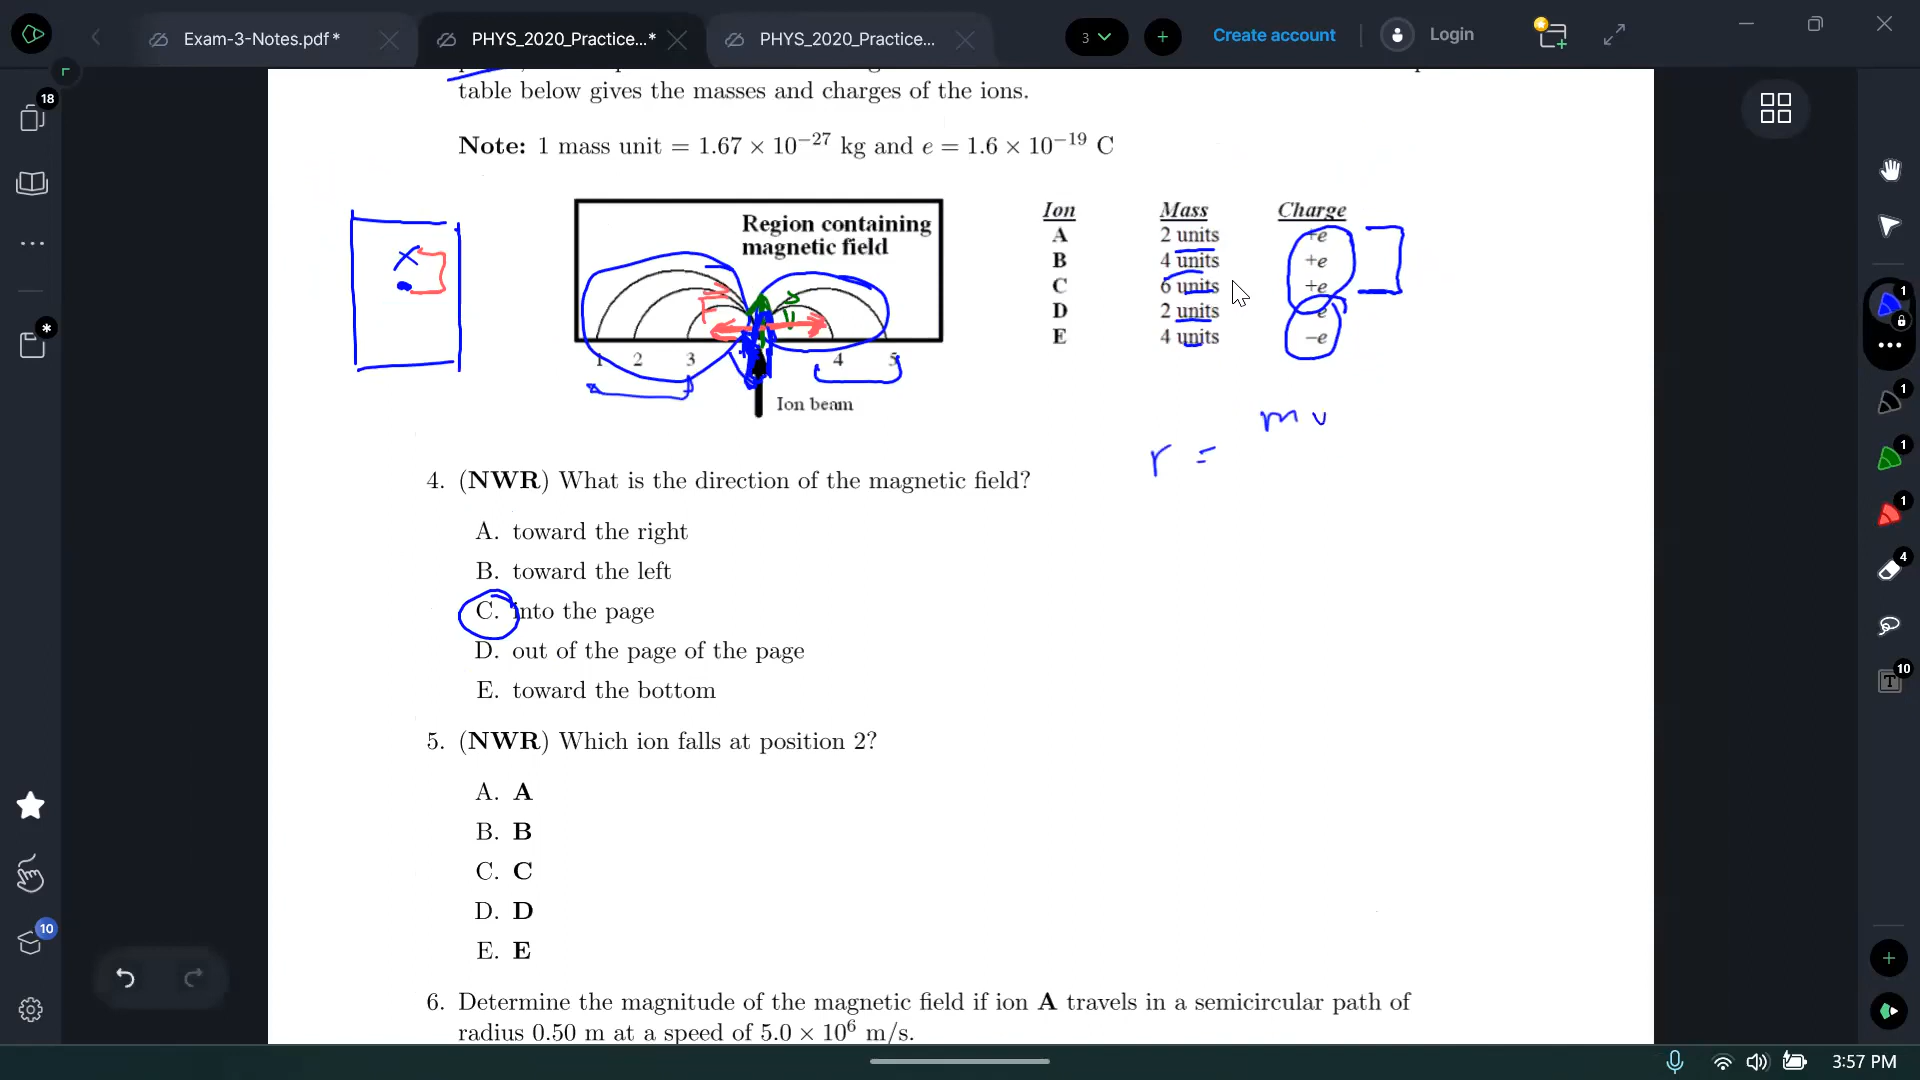 Exam-3-Notes.pdf *
PHYS_2020_Practice...*
PHYS_2020_Practice...
3
Create account
Login
18
table below gives the masses and charges of the ions.
Note: 1 mass unit = 1.67 × 10⁻²⁷ kg and e = 1.6 × 10⁻¹⁹ C
Region containing
magnetic field
F
1 2 3 4 5
Ion beam
Ion Mass Charge
A 2 units +e
B 4 units +e
C 6 units +e
D 2 units
E 4 units −e
r = mv
4. (NWR) What is the direction of the magnetic field?
A. toward the right
B. toward the left
C. into the page
D. out of the page of the page
E. toward the bottom
5. (NWR) Which ion falls at position 2?
A. A
B. B
C. C
D. D
E. E
6. Determine the magnitude of the magnetic field if ion A travels in a semicircular path of
radius 0.50 m at a speed of 5.0 × 10⁶ m/s.
10
1
1
1
1
4
T 10
3:57 PM